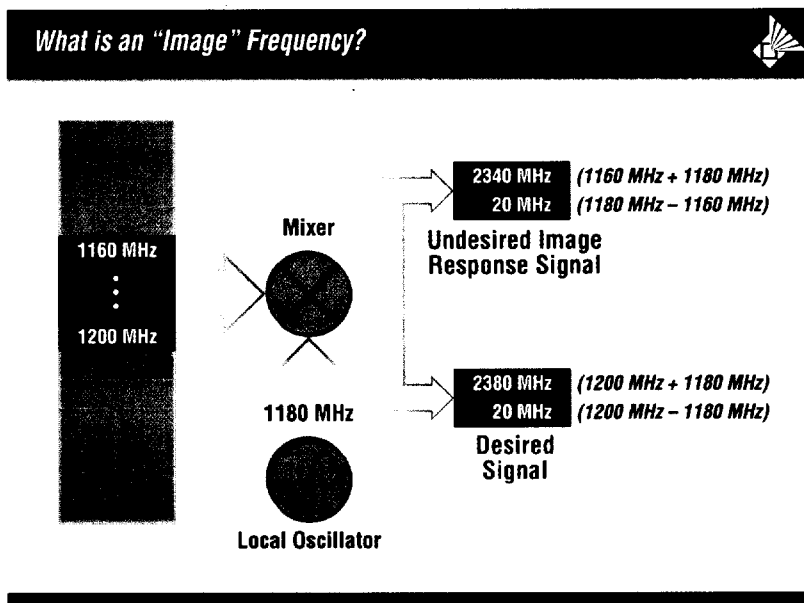 What is an “Image” Frequency?
1160 MHz
1200 MHz
Mixer
1180 MHz
Local Oscillator
2340 MHz (1160 MHz + 1180 MHz)
20 MHz (1180 MHz – 1160 MHz)
Undesired Image
Response Signal
2380 MHz (1200 MHz + 1180 MHz)
20 MHz (1200 MHz – 1180 MHz)
Desired
Signal